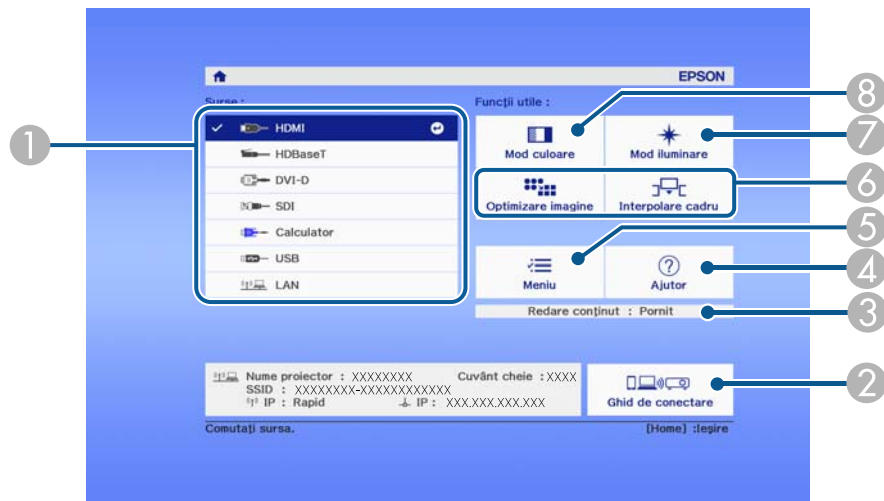 EPSON
Surse :
Funcții utile :
HDMI
HDBaseT
DVI-D
SDI
Calculator
USB
LAN
Mod culoare
Mod iluminare
Optimizare imagine
Interpolare cadru
Meniu
Ajutor
Redare conținut : Pornit
Nume proiector : XXXXXXXX Cuvânt cheie : XXXX
SSID : XXXXXXXX-XXXXXXXXXXXX
IP : Rapid IP : XXX.XXX.XXX.XXX
Ghid de conectare
Comutați sursa. [Home] :Ieșire
1
8
7
6
5
4
3
2